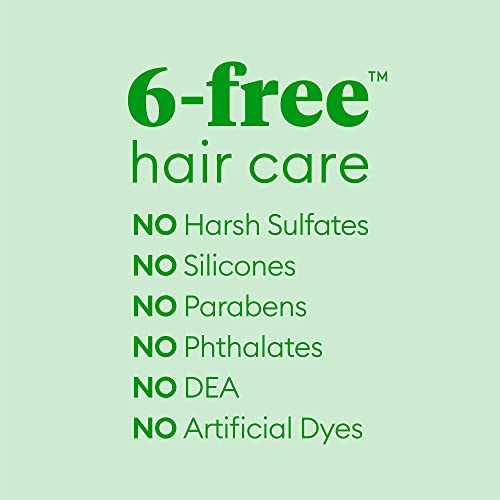 6-free™
hair care
NO Harsh Sulfates
NO Silicones
NO Parabens
NO Phthalates
NO DEA
NO Artificial Dyes